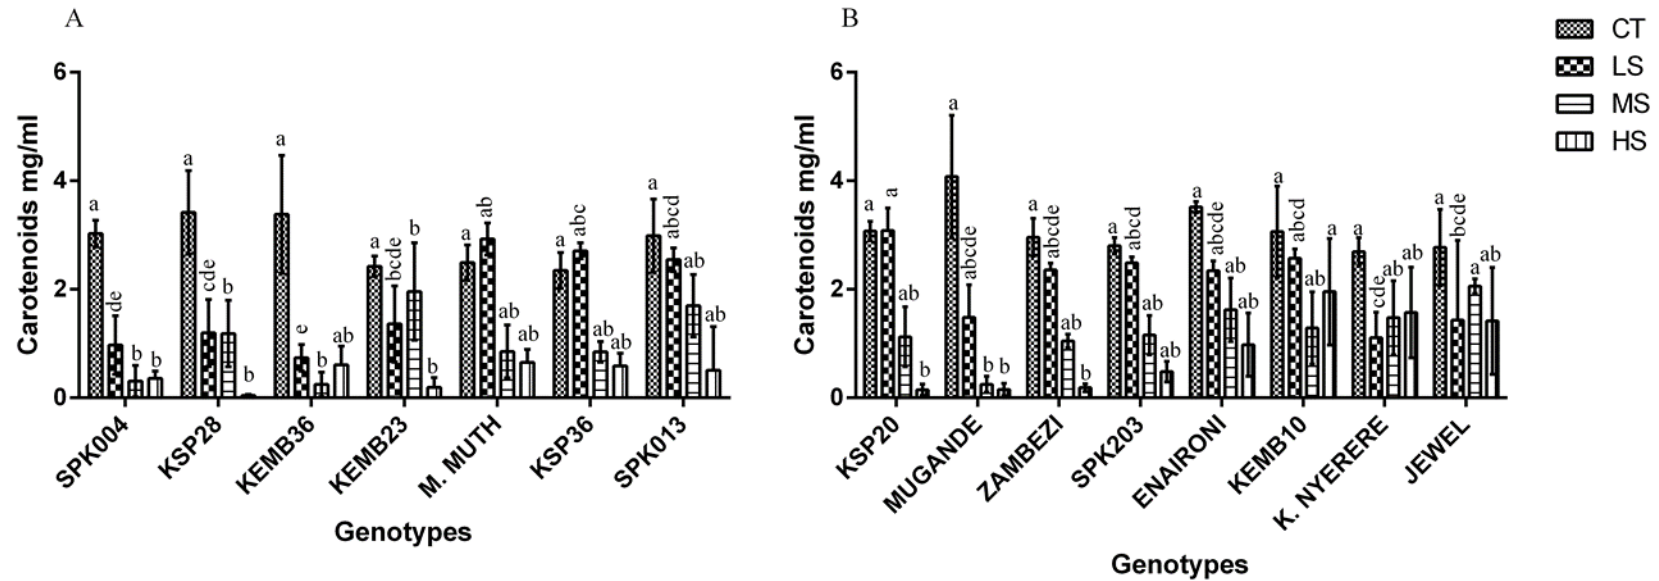 A
Carotenoids mg/ml
6
4
2
0
a
de
b
b
a
cde
b
b
a
e
b
ab
a
bcde
b
b
a
ab
ab
ab
a
abc
ab
ab
a
abcd
ab
ab
SPK004
KSP28
KEMB36
KEMB23
M. MUTH
KSP36
SPK013
Genotypes
B
Carotenoids mg/ml
6
4
2
0
a
a
ab
b
a
abcde
b
b
a
abcde
ab
b
a
abcd
ab
ab
a
abcde
ab
ab
a
abcd
ab
a
a
cde
ab
ab
a
bcde
a
ab
KSP20
MUGANDE
ZAMBEZI
SPK203
ENAIRONI
KEMB10
K. NYERERE
JEWEL
Genotypes
CT
LS
MS
HS